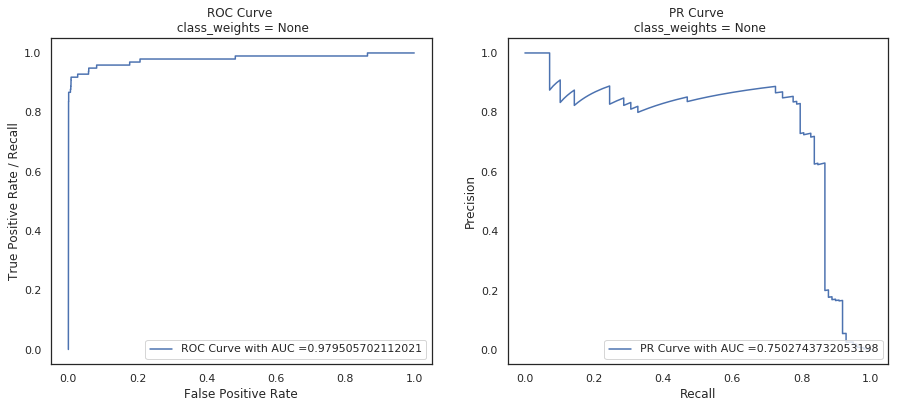 ROC Curve
class_weights = None
1.0
0.8
0.6
0.4
0.2
0.0
True Positive Rate / Recall
ROC Curve with AUC =0.979505702112021
0.0 0.2 0.4 0.6 0.8 1.0
False Positive Rate
PR Curve
class_weights = None
1.0
0.8
0.6
0.4
0.2
0.0
Precision
PR Curve with AUC =0.7502743732053198
0.0 0.2 0.4 0.6 0.8 1.0
Recall